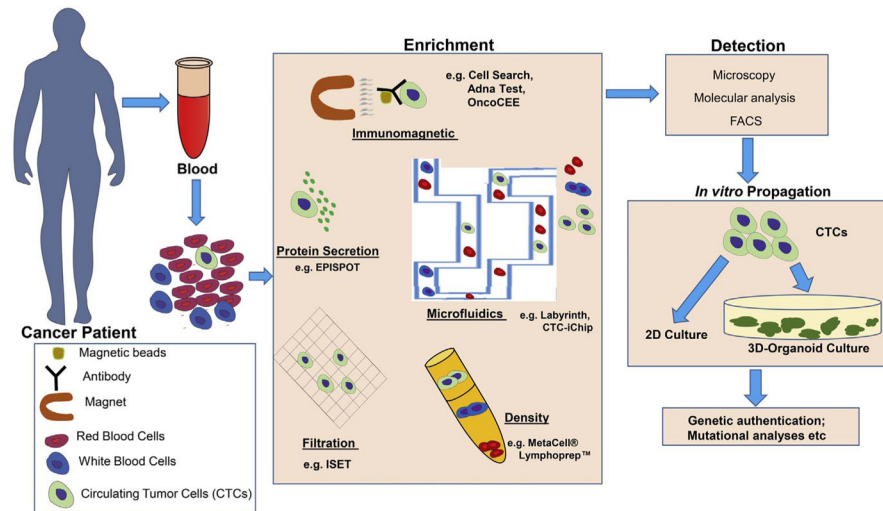 Enrichment
Detection
e.g. Cell Search,
Adna Test,
OncoCEE
Immunomagnetic
Microscopy
Molecular analysis
FACS
Blood
Protein Secretion
e.g. EPISPOT
Microfluidics
e.g. Labyrinth,
CTC-iChip
In vitro Propagation
CTCs
2D Culture
3D-Organoid Culture
Cancer Patient
Magnetic beads
Antibody
Magnet
Red Blood Cells
White Blood Cells
Circulating Tumor Cells (CTCs)
Filtration
e.g. ISET
Density
e.g. MetaCell®
Lymphoprep™
Genetic authentication;
Mutational analyses etc